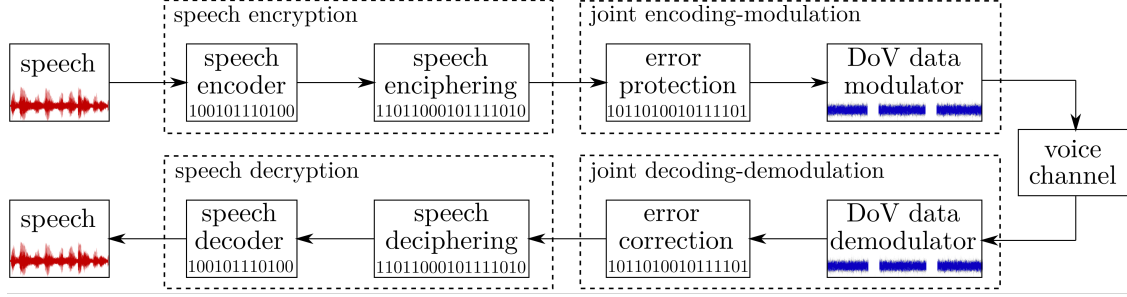 speech encryption
joint encoding-modulation
speech
speech
encoder
100101110100
speech
enciphering
11011000101111010
error
protection
1011010010111101
DoV data
modulator
voice
channel
speech decryption
joint decoding-demodulation
speech
speech
decoder
100101110100
speech
deciphering
11011000101111010
error
correction
1011010010111101
DoV data
demodulator